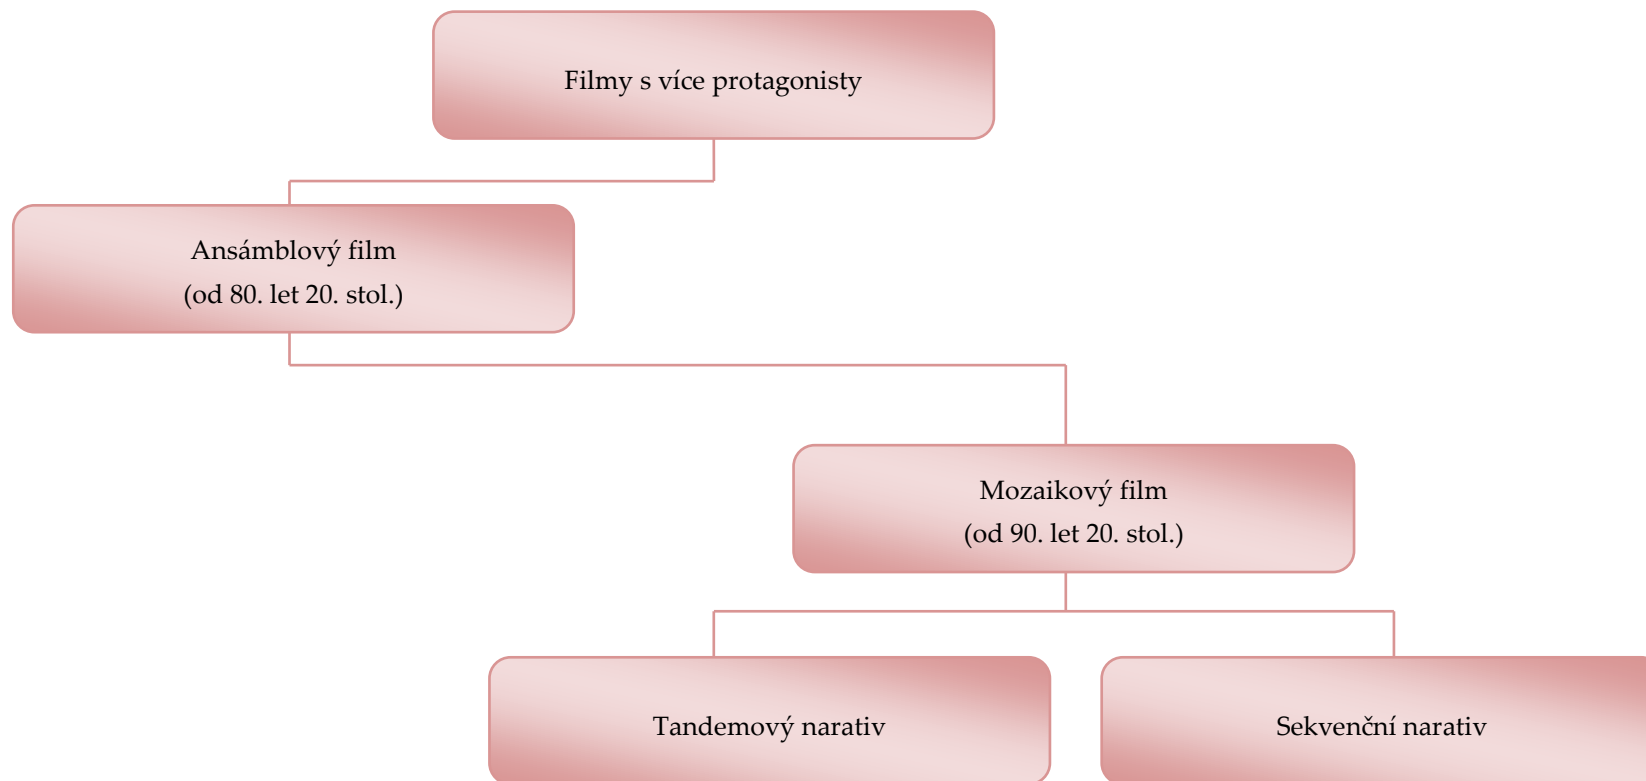 Filmy s více protagonisty
Ansámblový film
(od 80. let 20. stol.)
Mozaikový film
(od 90. let 20. stol.)
Tandemový narativ
Sekvenční narativ